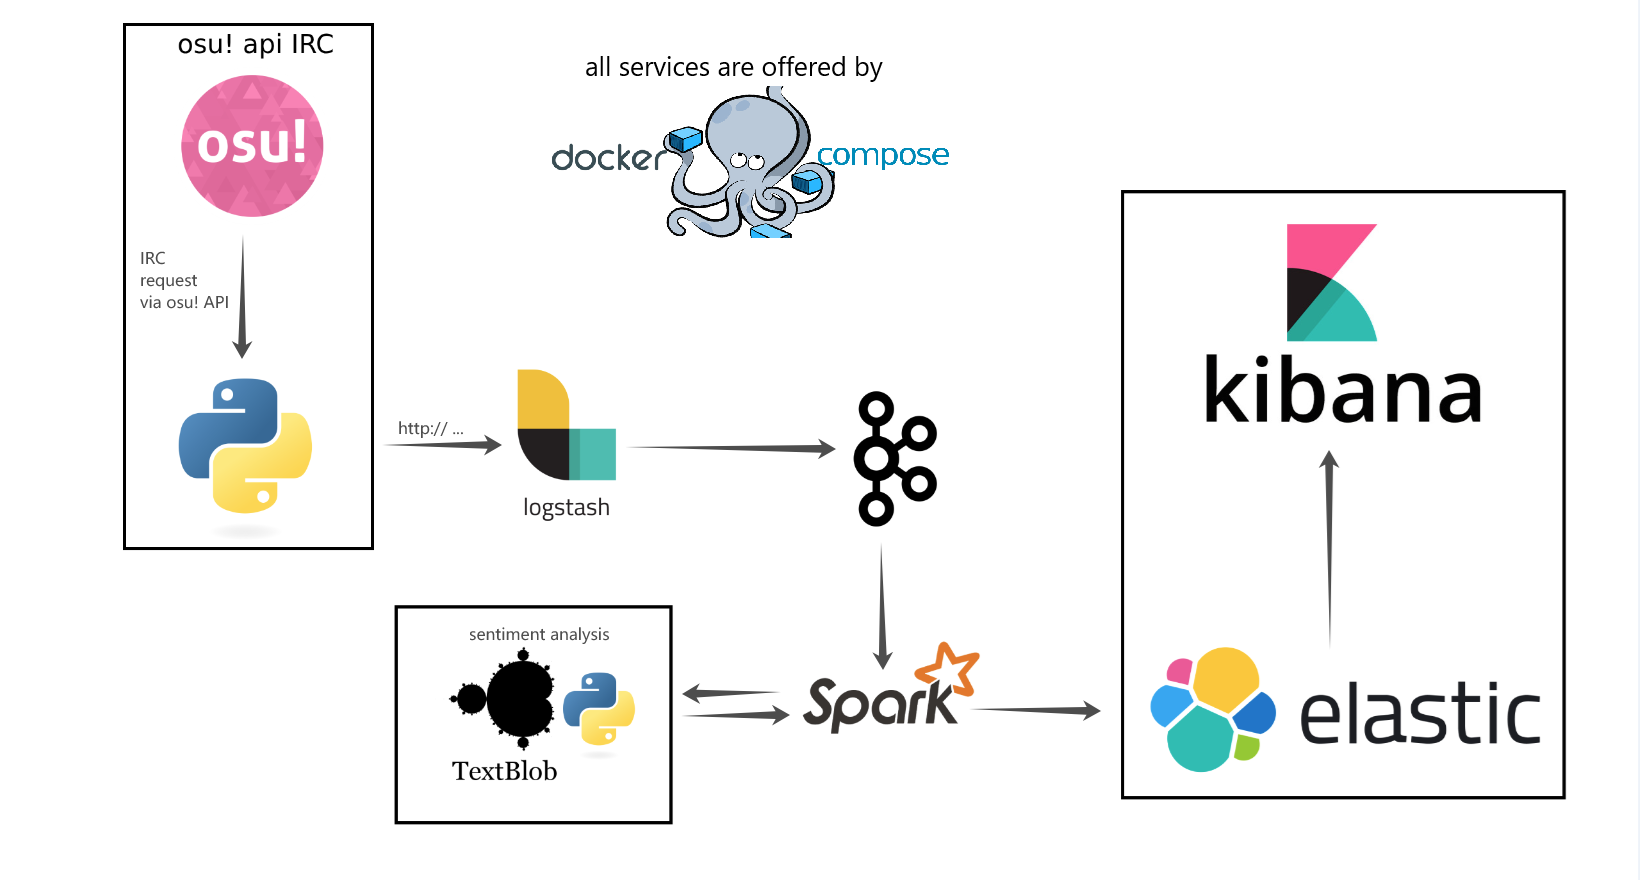 osu! api IRC
osu!
IRC
request
via osu! API
all services are offered by
docker compose
http:// ...
logstash
kibana
sentiment analysis
TextBlob
Spark
elastic